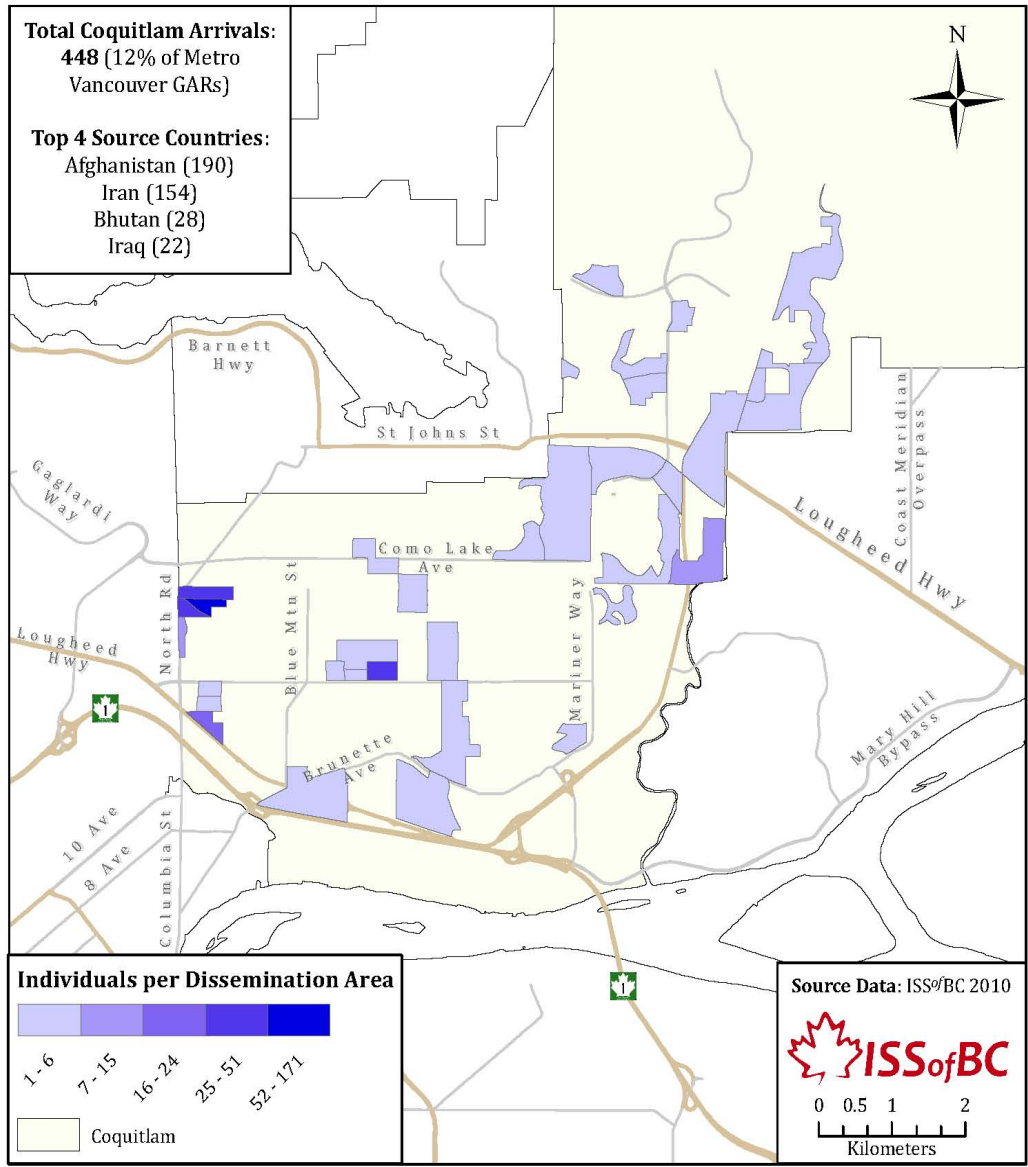 Total Coquitlam Arrivals:
448 (12% of Metro
Vancouver GARs)
Top 4 Source Countries:
Afghanistan (190)
Iran (154)
Bhutan (28)
Iraq (22)
N
Barnett
Hwy
St Johns St
Gaglardi
Way
Como Lake
Ave
Coast Meridian
Overpass
Lougheed Hwy
North Rd
Blue Mtn St
Mariner Way
Lougheed
Hwy
1
Brunette
Ave
Mary Hill
Bypass
10 Ave
8 Ave
Columbia St
1
Individuals per Dissemination Area
1 - 6
7 - 15
16 - 24
25 - 51
52 - 171
Coquitlam
Source Data: ISSofBC 2010
ISSofBC
0 0.5 1 2
Kilometers